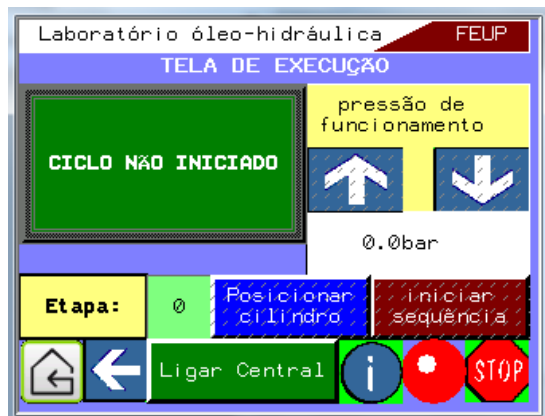 Laboratório óleo-hidráulica FEUP
TELA DE EXECUÇÃO
pressão de
funcionamento
CICLO NÃO INICIADO
0.0bar
Etapa: 0
Posicionar
cilindro
iniciar
sequência
Ligar Central
i
STOP